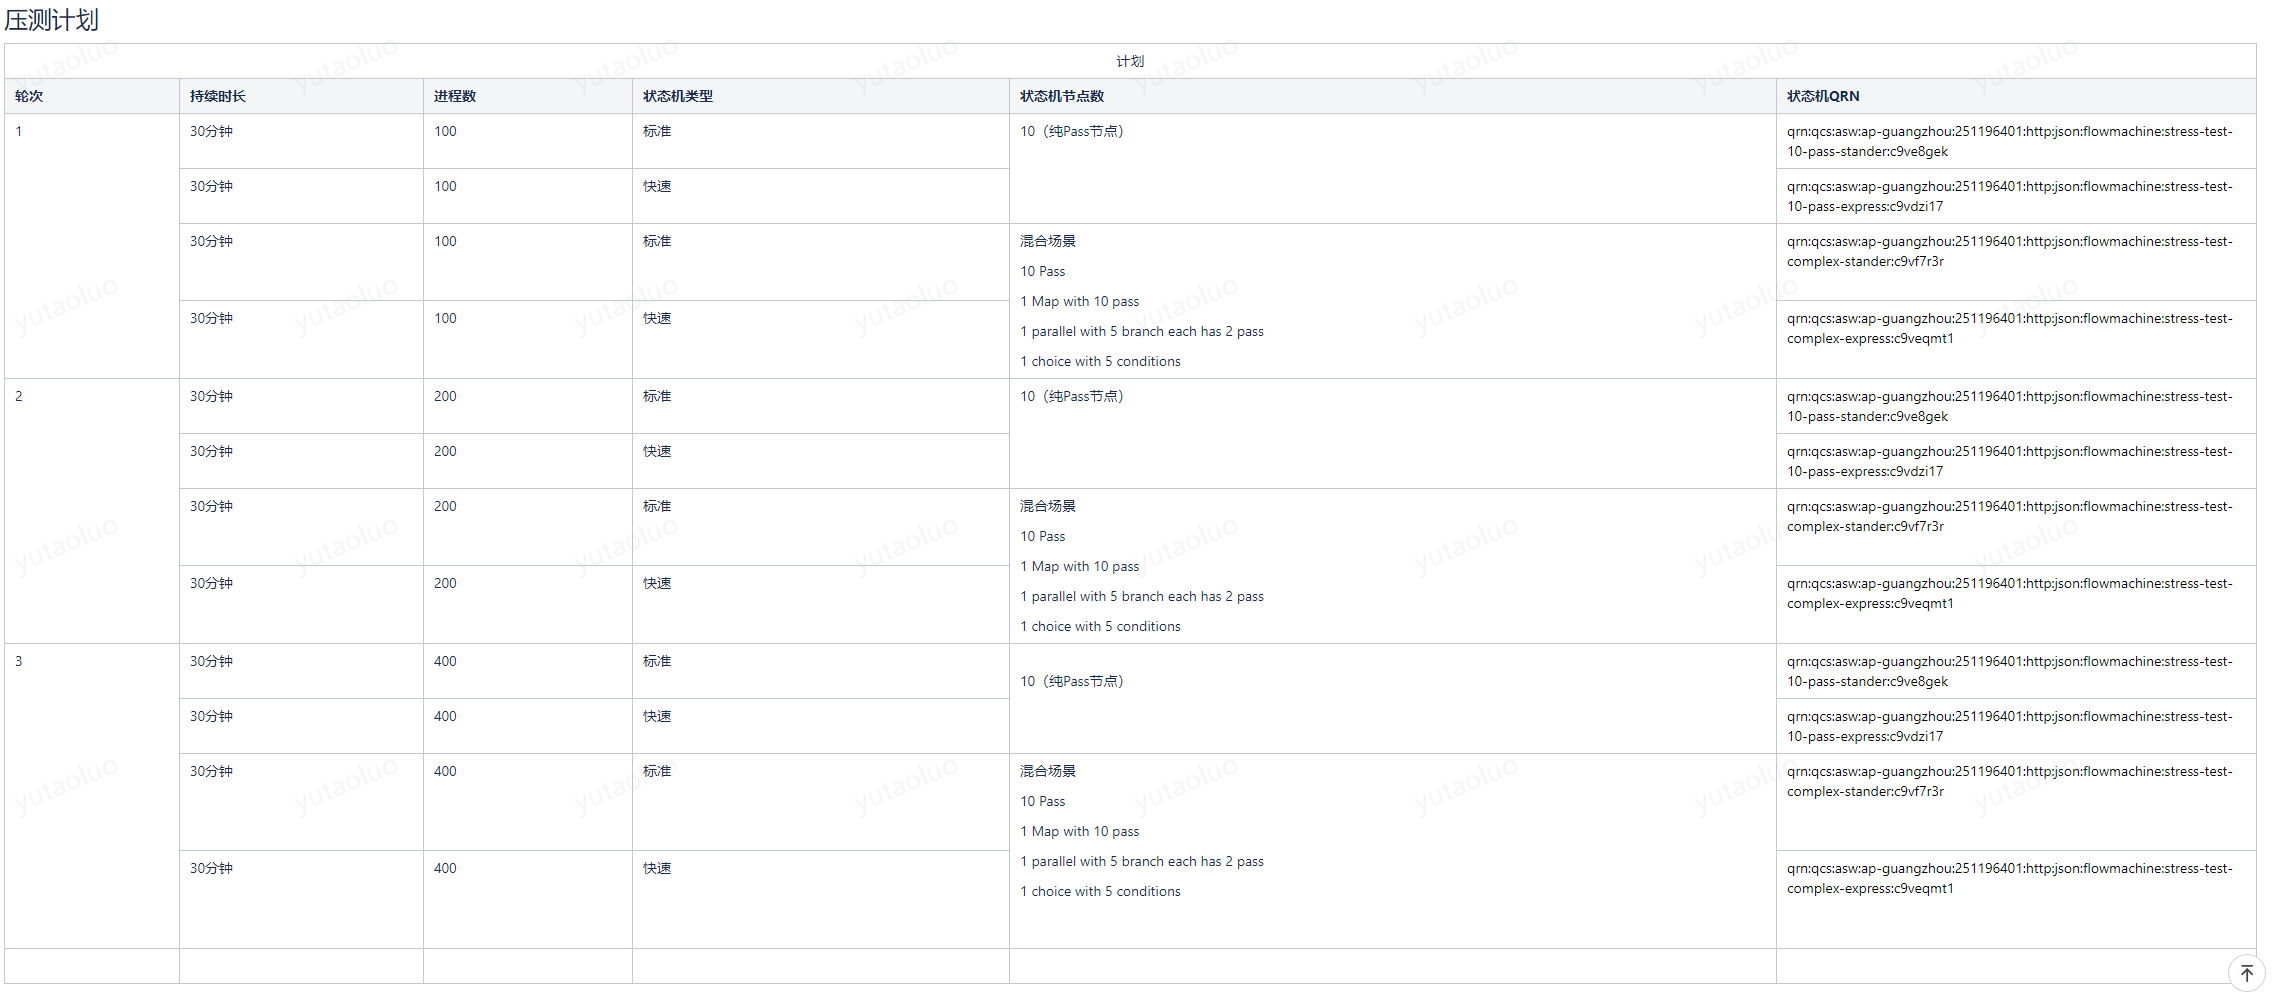 压测计划
计划
轮次 持续时长 进程数 状态机类型 状态机节点数 状态机QRN
1 30分钟 100 标准 10（纯Pass节点） qrn:qcs:asw:ap-guangzhou:251196401:http:json:flowmachine:stress-test-
10-pass-stander:c9ve8gek
30分钟 100 快速 qrn:qcs:asw:ap-guangzhou:251196401:http:json:flowmachine:stress-test-
10-pass-express:c9vdzi17
30分钟 100 标准 混合场景 qrn:qcs:asw:ap-guangzhou:251196401:http:json:flowmachine:stress-test-
complex-stander:c9vf7r3r
10 Pass
1 Map with 10 pass
30分钟 100 快速 qrn:qcs:asw:ap-guangzhou:251196401:http:json:flowmachine:stress-test-
1 parallel with 5 branch each has 2 pass
complex-express:c9veqmt1
1 choice with 5 conditions
2 30分钟 200 标准 10（纯Pass节点） qrn:qcs:asw:ap-guangzhou:251196401:http:json:flowmachine:stress-test-
10-pass-stander:c9ve8gek
30分钟 200 快速 qrn:qcs:asw:ap-guangzhou:251196401:http:json:flowmachine:stress-test-
10-pass-express:c9vdzi17
30分钟 200 标准 混合场景 qrn:qcs:asw:ap-guangzhou:251196401:http:json:flowmachine:stress-test-
complex-stander:c9vf7r3r
10 Pass
1 Map with 10 pass
30分钟 200 快速 qrn:qcs:asw:ap-guangzhou:251196401:http:json:flowmachine:stress-test-
1 parallel with 5 branch each has 2 pass
complex-express:c9veqmt1
1 choice with 5 conditions
3 30分钟 400 标准 qrn:qcs:asw:ap-guangzhou:251196401:http:json:flowmachine:stress-test-
10（纯Pass节点） 10-pass-stander:c9ve8gek
30分钟 400 快速 qrn:qcs:asw:ap-guangzhou:251196401:http:json:flowmachine:stress-test-
10-pass-express:c9vdzi17
30分钟 400 标准 混合场景 qrn:qcs:asw:ap-guangzhou:251196401:http:json:flowmachine:stress-test-
complex-stander:c9vf7r3r
10 Pass
1 Map with 10 pass
1 parallel with 5 branch each has 2 pass
30分钟 400 快速 qrn:qcs:asw:ap-guangzhou:251196401:http:json:flowmachine:stress-test-
complex-express:c9veqmt1
1 choice with 5 conditions
yutaoluo